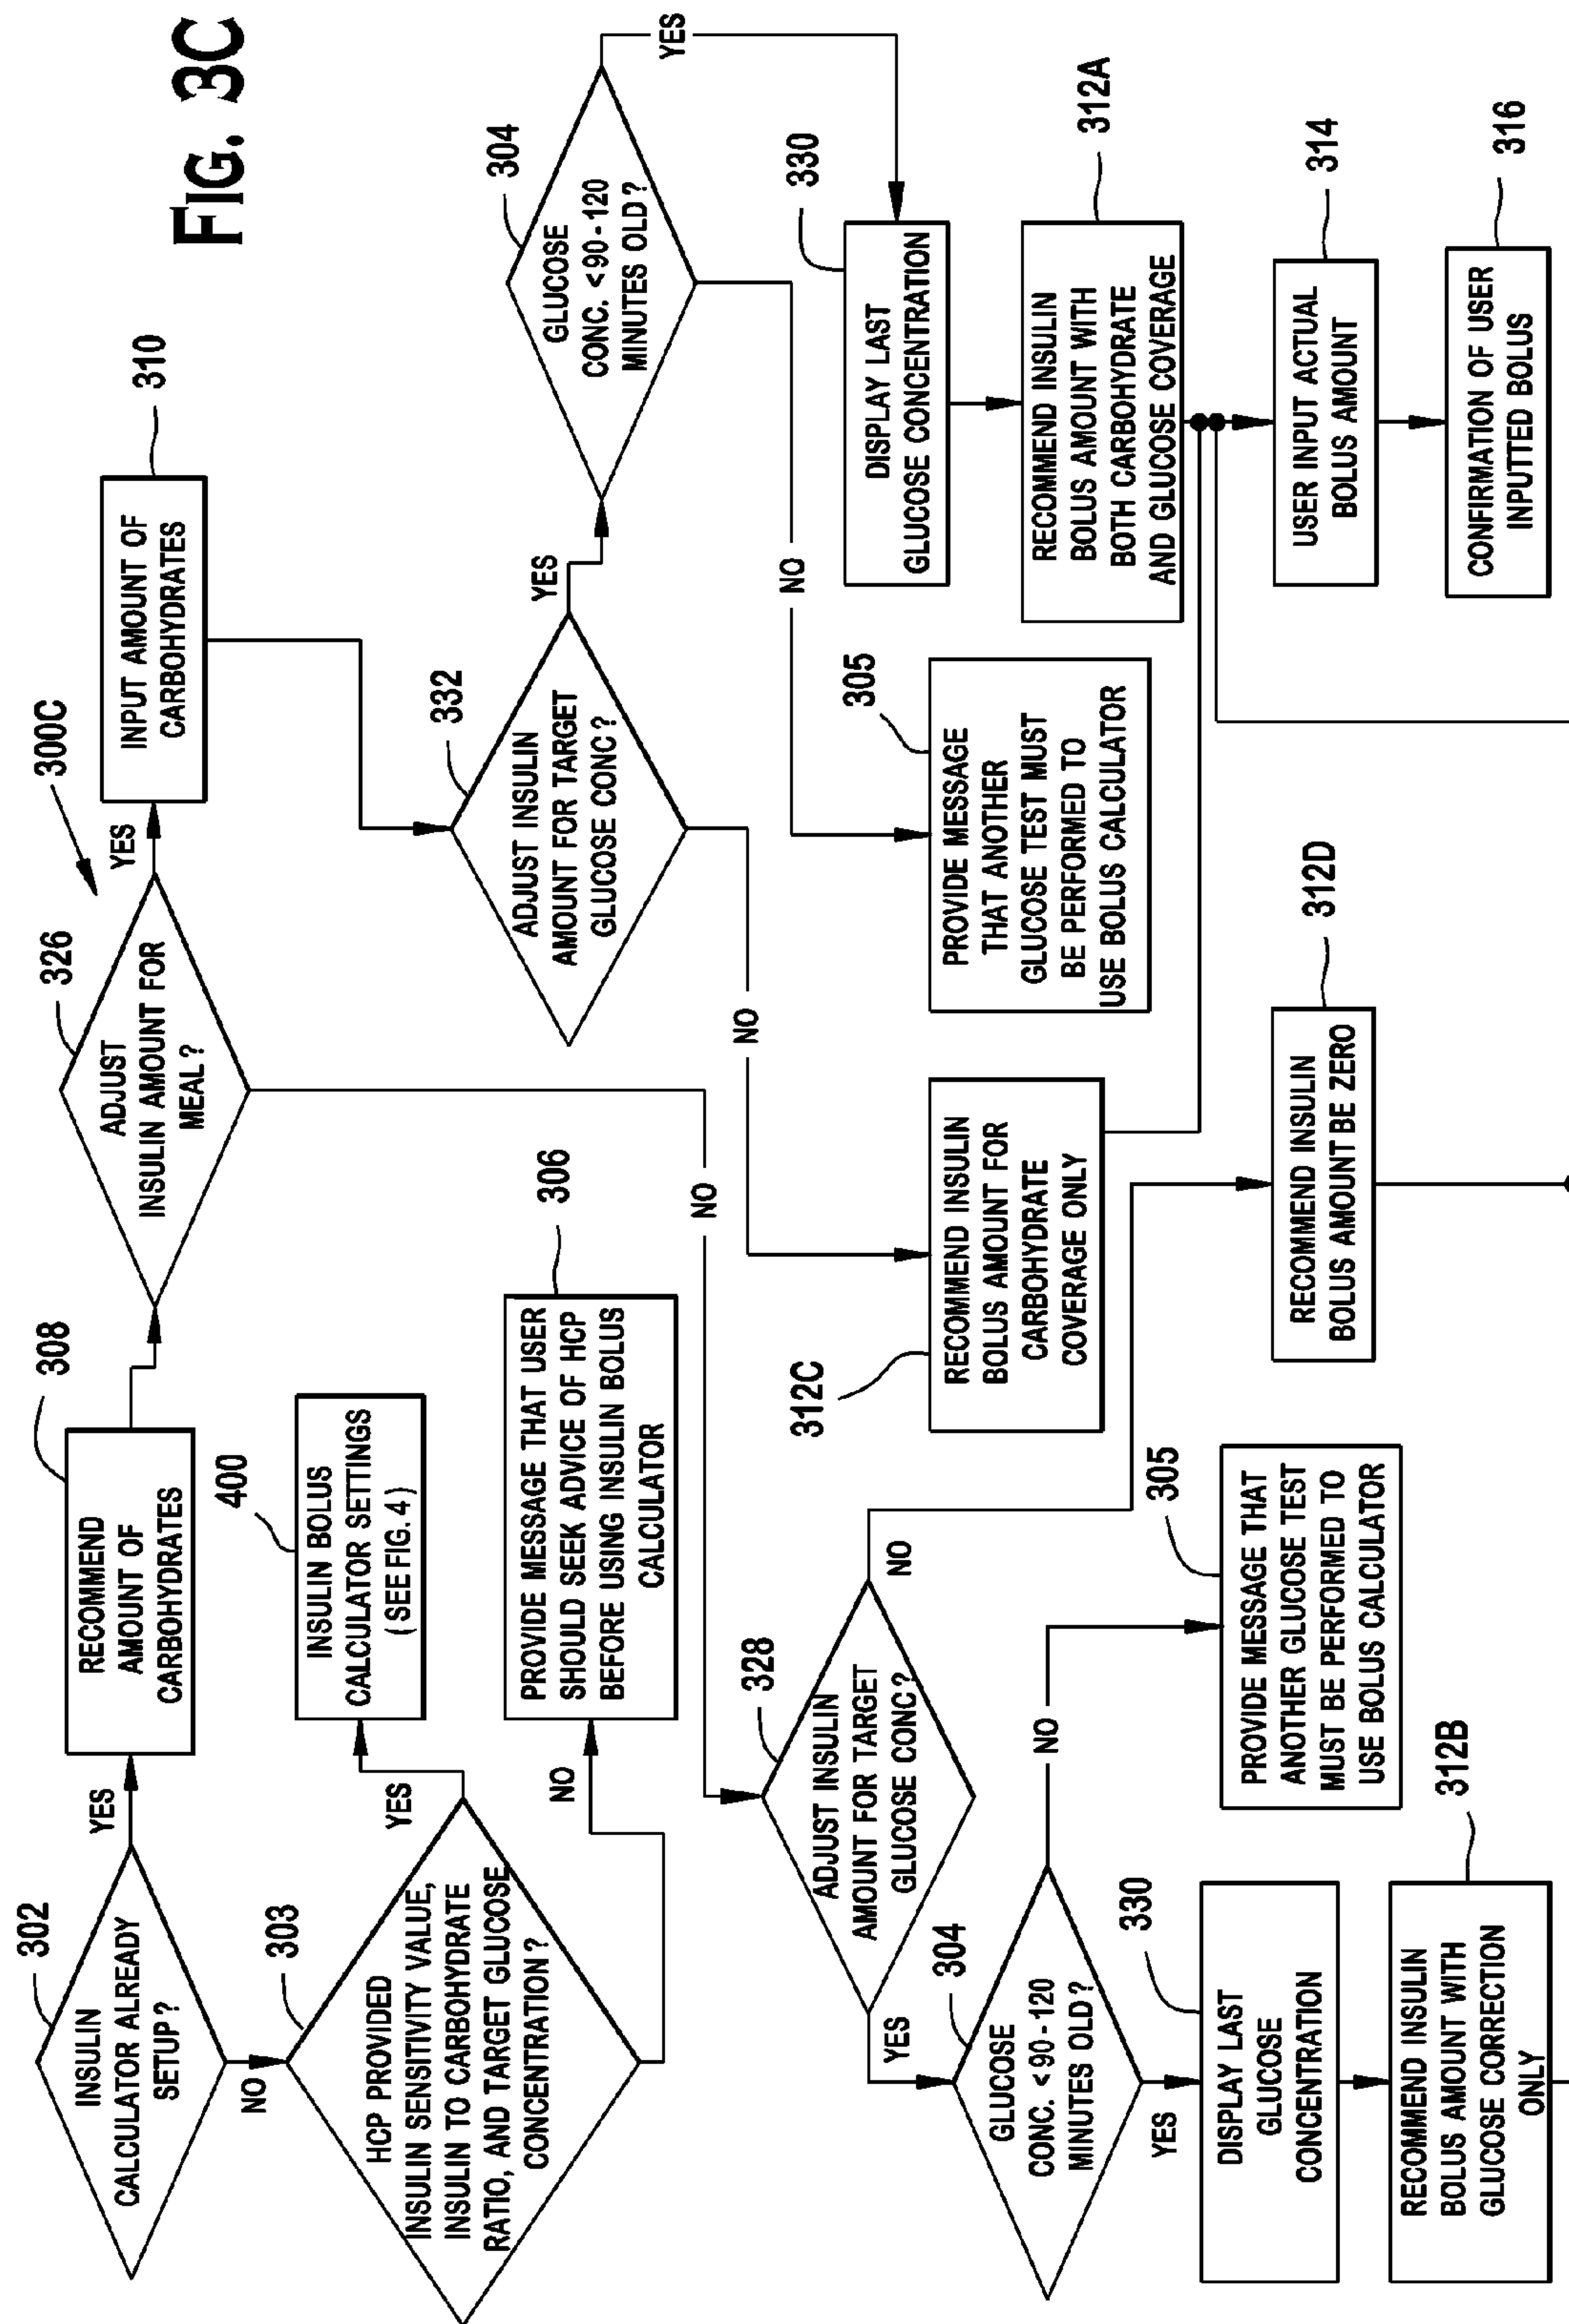 FIG. 3C
300C
302
INSULIN
CALCULATOR ALREADY
SETUP?
YES
NO
308
RECOMMEND
AMOUNT OF
CARBOHYDRATES
326
ADJUST
INSULIN AMOUNT FOR
MEAL?
YES
NO
310
INPUT AMOUNT OF
CARBOHYDRATES
303
HCP PROVIDED
INSULIN SENSITIVITY VALUE,
INSULIN TO CARBOHYDRATE
RATIO, AND TARGET GLUCOSE
CONCENTRATION?
YES
NO
400
INSULIN BOLUS
CALCULATOR SETTINGS
(SEE FIG. 4)
306
PROVIDE MESSAGE THAT USER
SHOULD SEEK ADVICE OF HCP
BEFORE USING INSULIN BOLUS
CALCULATOR
332
ADJUST INSULIN
AMOUNT FOR TARGET
GLUCOSE CONC?
YES
NO
304
GLUCOSE
CONC. <90-120
MINUTES OLD?
YES
NO
328
ADJUST INSULIN
AMOUNT FOR TARGET
GLUCOSE CONC?
YES
NO
312C
RECOMMEND INSULIN
BOLUS AMOUNT FOR
CARBOHYDRATE
COVERAGE ONLY
305
PROVIDE MESSAGE
THAT ANOTHER
GLUCOSE TEST MUST
BE PERFORMED TO
USE BOLUS CALCULATOR
330
DISPLAY LAST
GLUCOSE CONCENTRATION
312A
RECOMMEND INSULIN
BOLUS AMOUNT WITH
BOTH CARBOHYDRATE
AND GLUCOSE COVERAGE
304
GLUCOSE
CONC. <90-120
MINUTES OLD?
NO
YES
305
PROVIDE MESSAGE THAT
ANOTHER GLUCOSE TEST
MUST BE PERFORMED TO
USE BOLUS CALCULATOR
312D
RECOMMEND INSULIN
BOLUS AMOUNT BE ZERO
314
USER INPUT ACTUAL
BOLUS AMOUNT
330
DISPLAY LAST
GLUCOSE
CONCENTRATION
312B
RECOMMEND INSULIN
BOLUS AMOUNT WITH
GLUCOSE CORRECTION
ONLY
316
CONFIRMATION OF USER
INPUTTED BOLUS